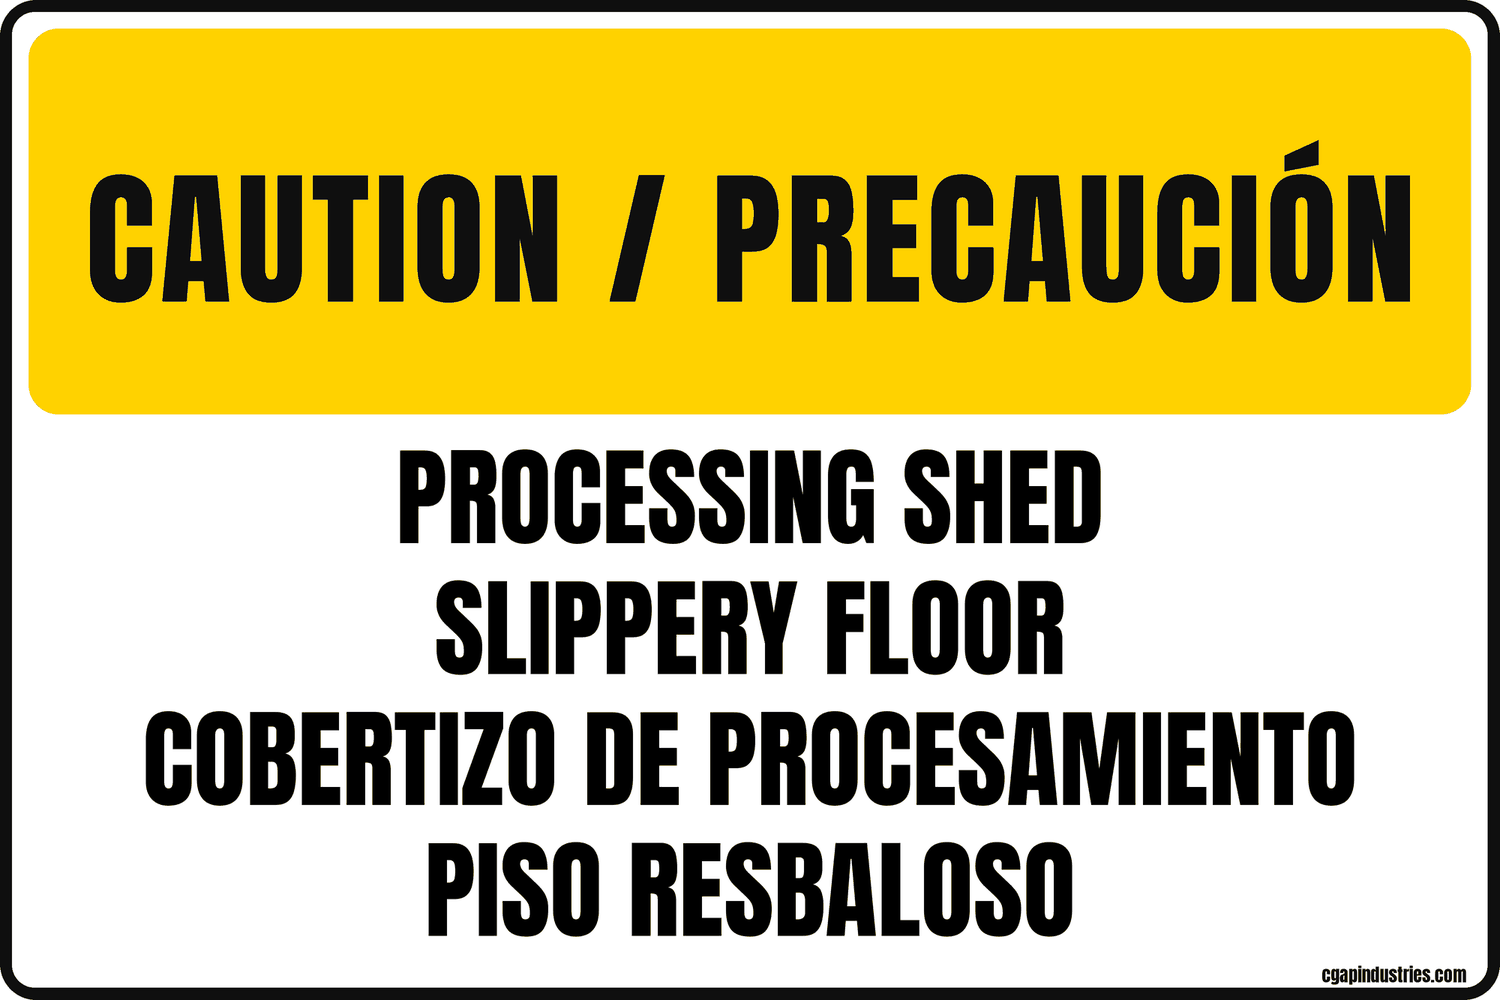 CAUTION / PRECAUCIÓN
PROCESSING SHED
SLIPPERY FLOOR
COBERTIZO DE PROCESAMIENTO
PISO RESBALOSO
cgapindustries.com